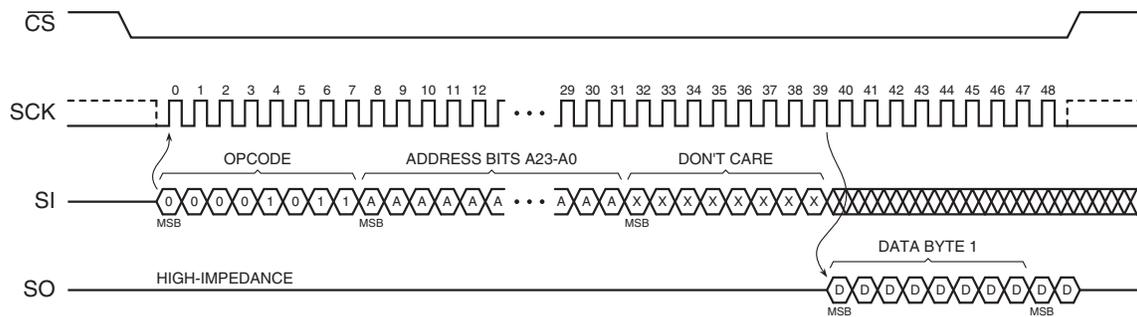 CS
0 1 2 3 4 5 6 7 8 9 10 11 12 29 30 31 32 33 34 35 36 37 38 39 40 41 42 43 44 45 46 47 48
SCK • • •
OPCODE ADDRESS BITS A23-A0 DON'T CARE
SI 0 0 0 0 1 0 1 1 A A A A A A • • • A A A X X X X X X X X
MSB MSB MSB
DATA BYTE 1
HIGH-IMPEDANCE
SO D D D D D D D D D D
MSB MSB